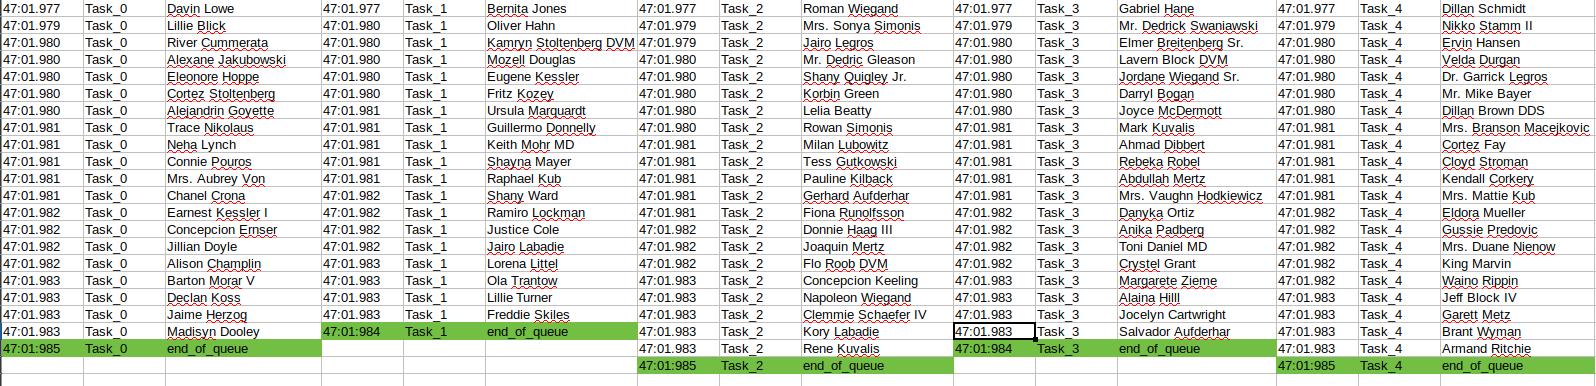 47:01.977 Task_0 Davin Lowe 47:01.977 Task_1 Bernita Jones 47:01.977 Task_2 Roman Wiegand 47:01.977 Task_3 Gabriel Hane 47:01.977 Task_4 Dillan Schmidt
47:01.979 Task_0 Lillie Blick 47:01.980 Task_1 Oliver Hahn 47:01.979 Task_2 Mrs. Sonya Simonis 47:01.979 Task_3 Mr. Dedrick Swaniawski 47:01.979 Task_4 Nikko Stamm II
47:01.980 Task_0 River Cummerata 47:01.980 Task_1 Kamryn Stoltenberg DVM 47:01.979 Task_2 Jairo Legros 47:01.980 Task_3 Elmer Breitenberg Sr. 47:01.980 Task_4 Ervin Hansen
47:01.980 Task_0 Alexane Jakubowski 47:01.980 Task_1 Mozell Douglas 47:01.980 Task_2 Mr. Dedric Gleason 47:01.980 Task_3 Lavern Block DVM 47:01.980 Task_4 Velda Durgan
47:01.980 Task_0 Eleonore Hoppe 47:01.980 Task_1 Eugene Kessler 47:01.980 Task_2 Shany Quigley Jr. 47:01.980 Task_3 Jordane Wiegand Sr. 47:01.980 Task_4 Dr. Garrick Legros
47:01.980 Task_0 Cortez Stoltenberg 47:01.980 Task_1 Fritz Kozey 47:01.980 Task_2 Korbin Green 47:01.980 Task_3 Darryl Bogan 47:01.980 Task_4 Mr. Mike Bayer
47:01.980 Task_0 Alejandrin Goyette 47:01.981 Task_1 Ursula Marquardt 47:01.980 Task_2 Lelia Beatty 47:01.980 Task_3 Joyce McDermott 47:01.980 Task_4 Dillan Brown DDS
47:01.981 Task_0 Trace Nikolaus 47:01.981 Task_1 Guillermo Donnelly 47:01.980 Task_2 Rowan Simonis 47:01.981 Task_3 Mark Kuvalis 47:01.981 Task_4 Mrs. Branson Macejkovic
47:01.981 Task_0 Neha Lynch 47:01.981 Task_1 Keith Mohr MD 47:01.981 Task_2 Milan Lubowitz 47:01.981 Task_3 Ahmad Dibbert 47:01.981 Task_4 Cortez Fay
47:01.981 Task_0 Connie Pouros 47:01.981 Task_1 Shayna Mayer 47:01.981 Task_2 Tess Gutkowski 47:01.981 Task_3 Rebeka Robel 47:01.981 Task_4 Cloyd Stroman
47:01.981 Task_0 Mrs. Aubrey Von 47:01.981 Task_1 Raphael Kub 47:01.981 Task_2 Pauline Kilback 47:01.981 Task_3 Abdullah Mertz 47:01.981 Task_4 Kendall Corkery
47:01.981 Task_0 Chanel Crona 47:01.982 Task_1 Shany Ward 47:01.981 Task_2 Gerhard Aufderhar 47:01.981 Task_3 Mrs. Vaughn Hodkiewicz 47:01.981 Task_4 Mrs. Mattie Kub
47:01.982 Task_0 Earnest Kessler I 47:01.982 Task_1 Ramiro Lockman 47:01.981 Task_2 Fiona Runolfsson 47:01.982 Task_3 Danyka Ortiz 47:01.982 Task_4 Eldora Mueller
47:01.982 Task_0 Concepcion Ernser 47:01.982 Task_1 Justice Cole 47:01.982 Task_2 Donnie Haag III 47:01.982 Task_3 Anika Padberg 47:01.982 Task_4 Gussie Predovic
47:01.982 Task_0 Jillian Doyle 47:01.982 Task_1 Jairo Labadie 47:01.982 Task_2 Joaquin Mertz 47:01.982 Task_3 Toni Daniel MD 47:01.982 Task_4 Mrs. Duane Nienow
47:01.982 Task_0 Alison Champlin 47:01.983 Task_1 Lorena Littel 47:01.982 Task_2 Flo Roob DVM 47:01.982 Task_3 Crystel Grant 47:01.982 Task_4 King Marvin
47:01.983 Task_0 Barton Morar V 47:01.983 Task_1 Ola Trantow 47:01.982 Task_2 Concepcion Keeling 47:01.982 Task_3 Margarete Zieme 47:01.982 Task_4 Waino Rippin
47:01.983 Task_0 Declan Koss 47:01.983 Task_1 Lillie Turner 47:01.983 Task_2 Napoleon Wiegand 47:01.983 Task_3 Alaina Hilll 47:01.983 Task_4 Jeff Block IV
47:01.983 Task_0 Jaime Herzog 47:01.983 Task_1 Freddie Skiles 47:01.983 Task_2 Clemmie Schaefer IV 47:01.983 Task_3 Jocelyn Cartwright 47:01.983 Task_4 Garett Metz
47:01.983 Task_0 Madisyn Dooley 47:01:984 Task_1 end_of_queue 47:01.983 Task_2 Kory Labadie 47:01.983 Task_3 Salvador Aufderhar 47:01.983 Task_4 Brant Wyman
47:01:985 Task_0 end_of_queue 47:01.983 Task_2 Rene Kuvalis 47:01:984 Task_3 end_of_queue 47:01.983 Task_4 Armand Ritchie
47:01:985 Task_2 end_of_queue 47:01:985 Task_4 end_of_queue